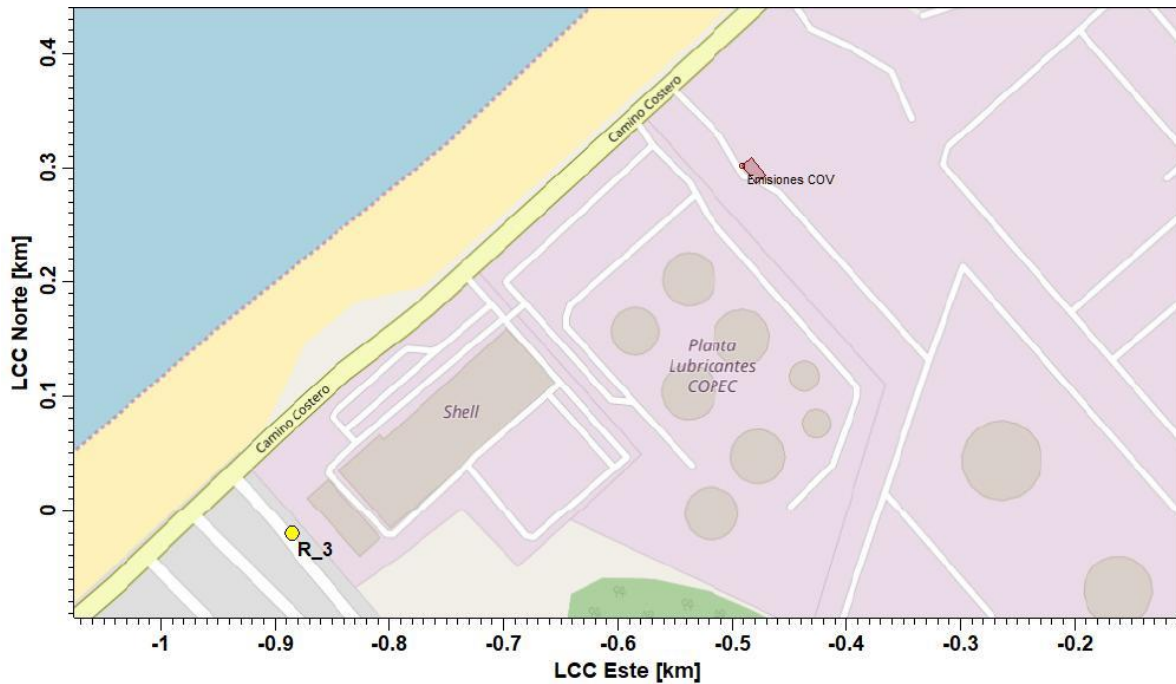 0.4
0.3
0.2
0.1
0
LCC Norte [km]
Camino Costero
Emisiones COV
Planta
Lubricantes
COPEC
Shell
Camino Costero
R_3
-1
-0.9
-0.8
-0.7
-0.6
-0.5
-0.4
-0.3
-0.2
LCC Este [km]